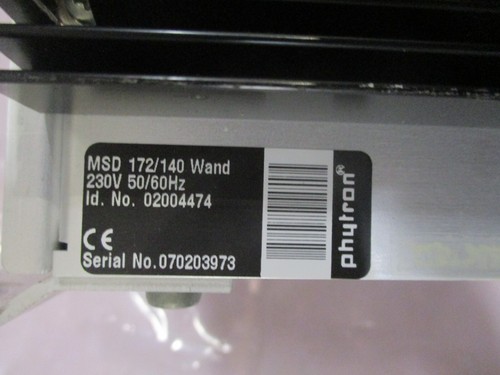 MSD 172/140 Wand
230V 50/60Hz
Id. No. 02004474
CE
Serial No.070203973
phytron®